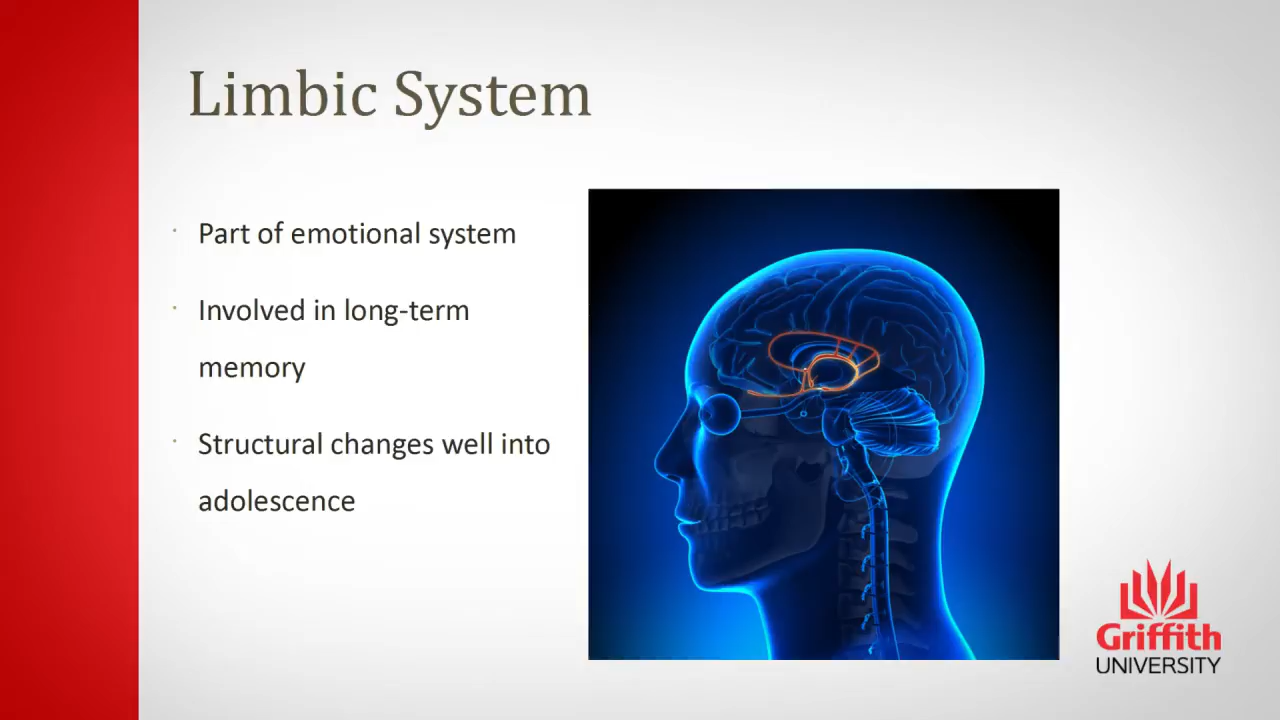 Limbic System
· Part of emotional system
· Involved in long-term
memory
· Structural changes well into
adolescence
Griffith
UNIVERSITY